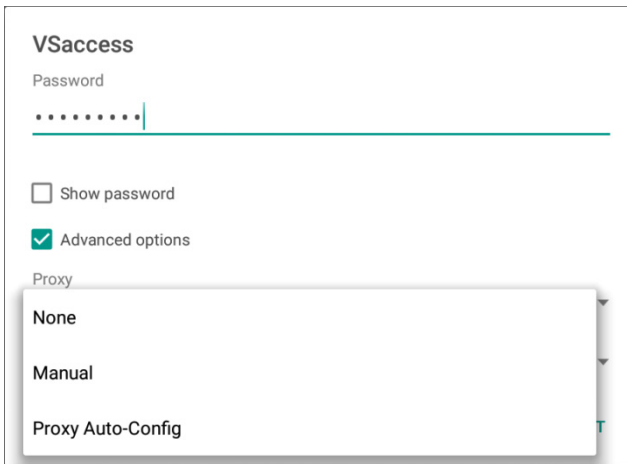 VSaccess
Password
•••••••••
Show password
Advanced options
Proxy
None
Manual
Proxy Auto-Config
T